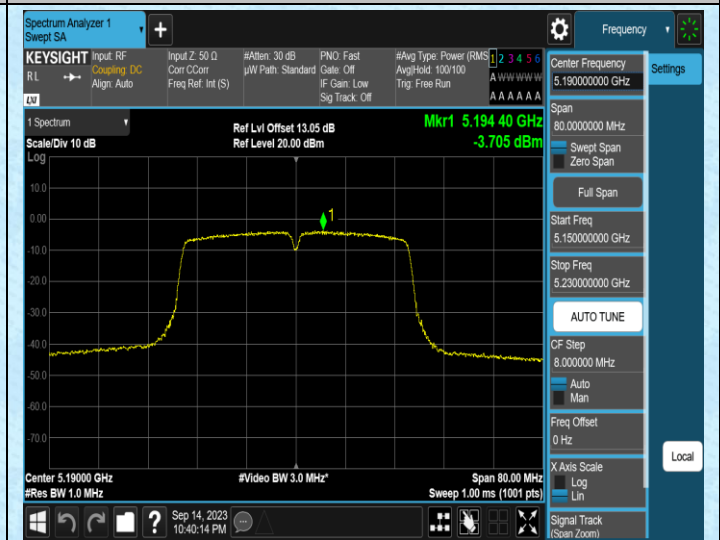 Spectrum Analyzer 1
Swept SA
+
Frequency
KEYSIGHT
RL
LXI
Input: RF
Coupling: DC
Align: Auto
Input Z: 50 Ω
Corr CCorr
Freq Ref: Int (S)
#Atten: 30 dB
µW Path: Standard
PNO: Fast
Gate: Off
IF Gain: Low
Sig Track: Off
#Avg Type: Power (RMS
Avg|Hold: 100/100
Trig: Free Run
1 2 3 4 5 6
A W W W W W
A A A A A A
1 Spectrum
Scale/Div 10 dB
Log
Ref Lvl Offset 13.05 dB
Ref Level 20.00 dBm
Mkr1 5.194 40 GHz
-3.705 dBm
10.0
0.00
-10.0
-20.0
-30.0
-40.0
-50.0
-60.0
-70.0
1
Center 5.19000 GHz
#Res BW 1.0 MHz
#Video BW 3.0 MHz*
Span 80.00 MHz
Sweep 1.00 ms (1001 pts)
Sep 14, 2023
10:40:14 PM
?
Center Frequency
5.190000000 GHz
Span
80.0000000 MHz
Swept Span
Zero Span
Full Span
Start Freq
5.150000000 GHz
Stop Freq
5.230000000 GHz
AUTO TUNE
CF Step
8.000000 MHz
Auto
Man
Freq Offset
0 Hz
X Axis Scale
Log
Lin
Signal Track
(Span Zoom)
Settings
Local